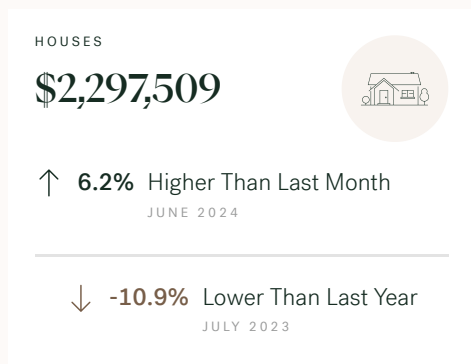 HOUSES
$2,297,509
6.2% Higher Than Last Month
JUNE 2024
-10.9% Lower Than Last Year
JULY 2023